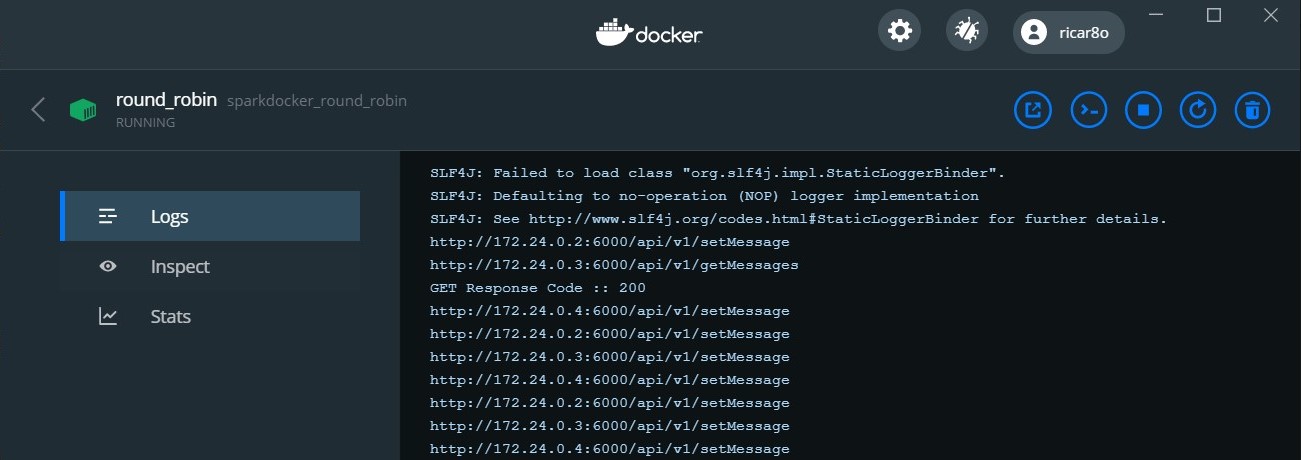 docker
ricar8o
round_robin sparkdocker_round_robin
RUNNING
Logs
Inspect
Stats
SLF4J: Failed to load class "org.slf4j.impl.StaticLoggerBinder".
SLF4J: Defaulting to no-operation (NOP) logger implementation
SLF4J: See http://www.slf4j.org/codes.html#StaticLoggerBinder for further details.
http://172.24.0.2:6000/api/v1/setMessage
http://172.24.0.3:6000/api/v1/getMessages
GET Response Code :: 200
http://172.24.0.4:6000/api/v1/setMessage
http://172.24.0.2:6000/api/v1/setMessage
http://172.24.0.3:6000/api/v1/setMessage
http://172.24.0.4:6000/api/v1/setMessage
http://172.24.0.2:6000/api/v1/setMessage
http://172.24.0.3:6000/api/v1/setMessage
http://172.24.0.4:6000/api/v1/setMessage